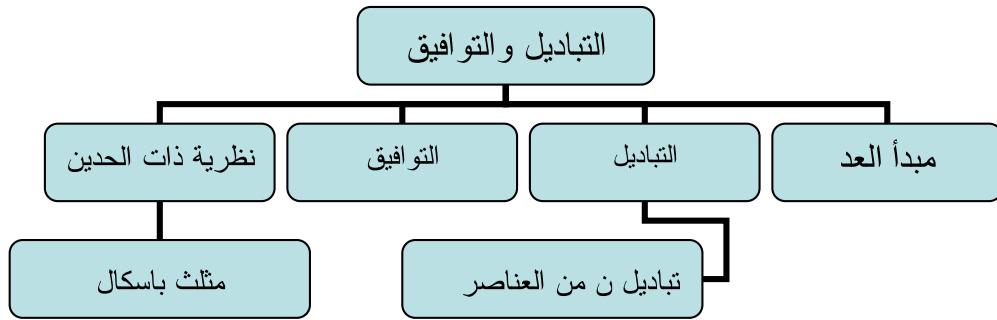 التباديل والتوافيق
مبدأ العد
التباديل
التوافيق
نظرية ذات الحدين
تباديل ن من العناصر
مثلث باسكال